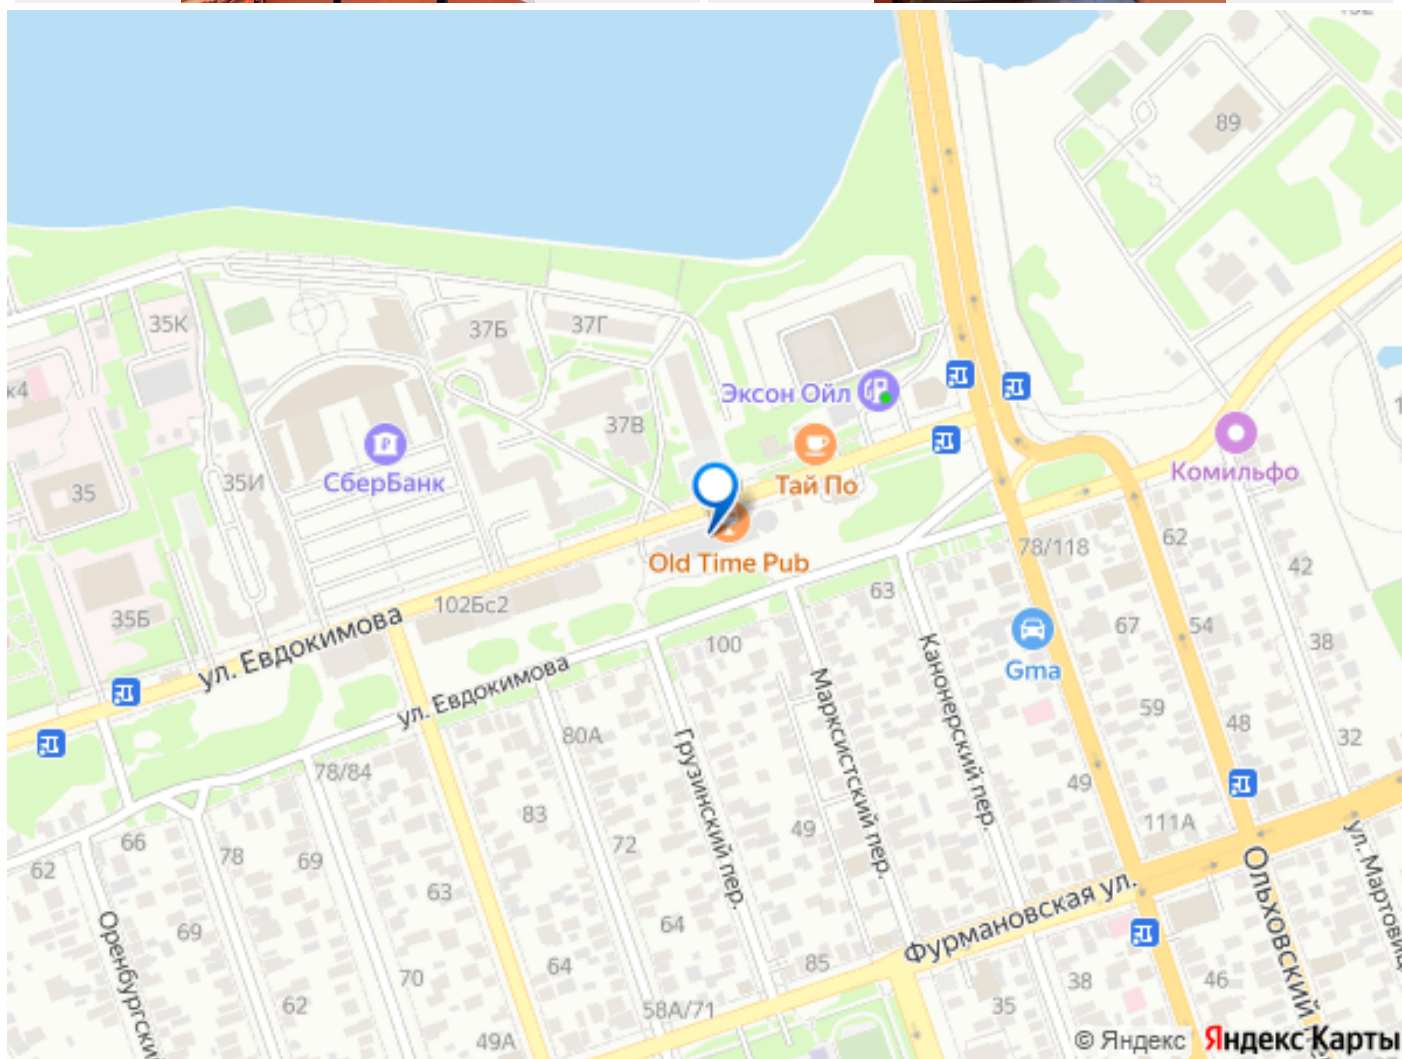 89
35К
37Б
37Г
к4
Эксон Ойл
37В
Тай По
Комильфо
СберБанк
35И
35
Old Time Pub
78/118
62
42
63
102Бс2
35Б
67
54
38
ул. Евдокимова
100
Gma
ул. Евдокимова
Канонерский пер.
Марксистский пер.
59
48
32
80А
Грузинский пер.
78/84
49
83
49
111А
66
72
78
69
62
63
ул. Мартовиц
Ольховский
Фурмановская ул.
69
64
Оренбургский
70
64
85
38
46
62
58А/71
35
49А
© Яндекс Яндекс Карты